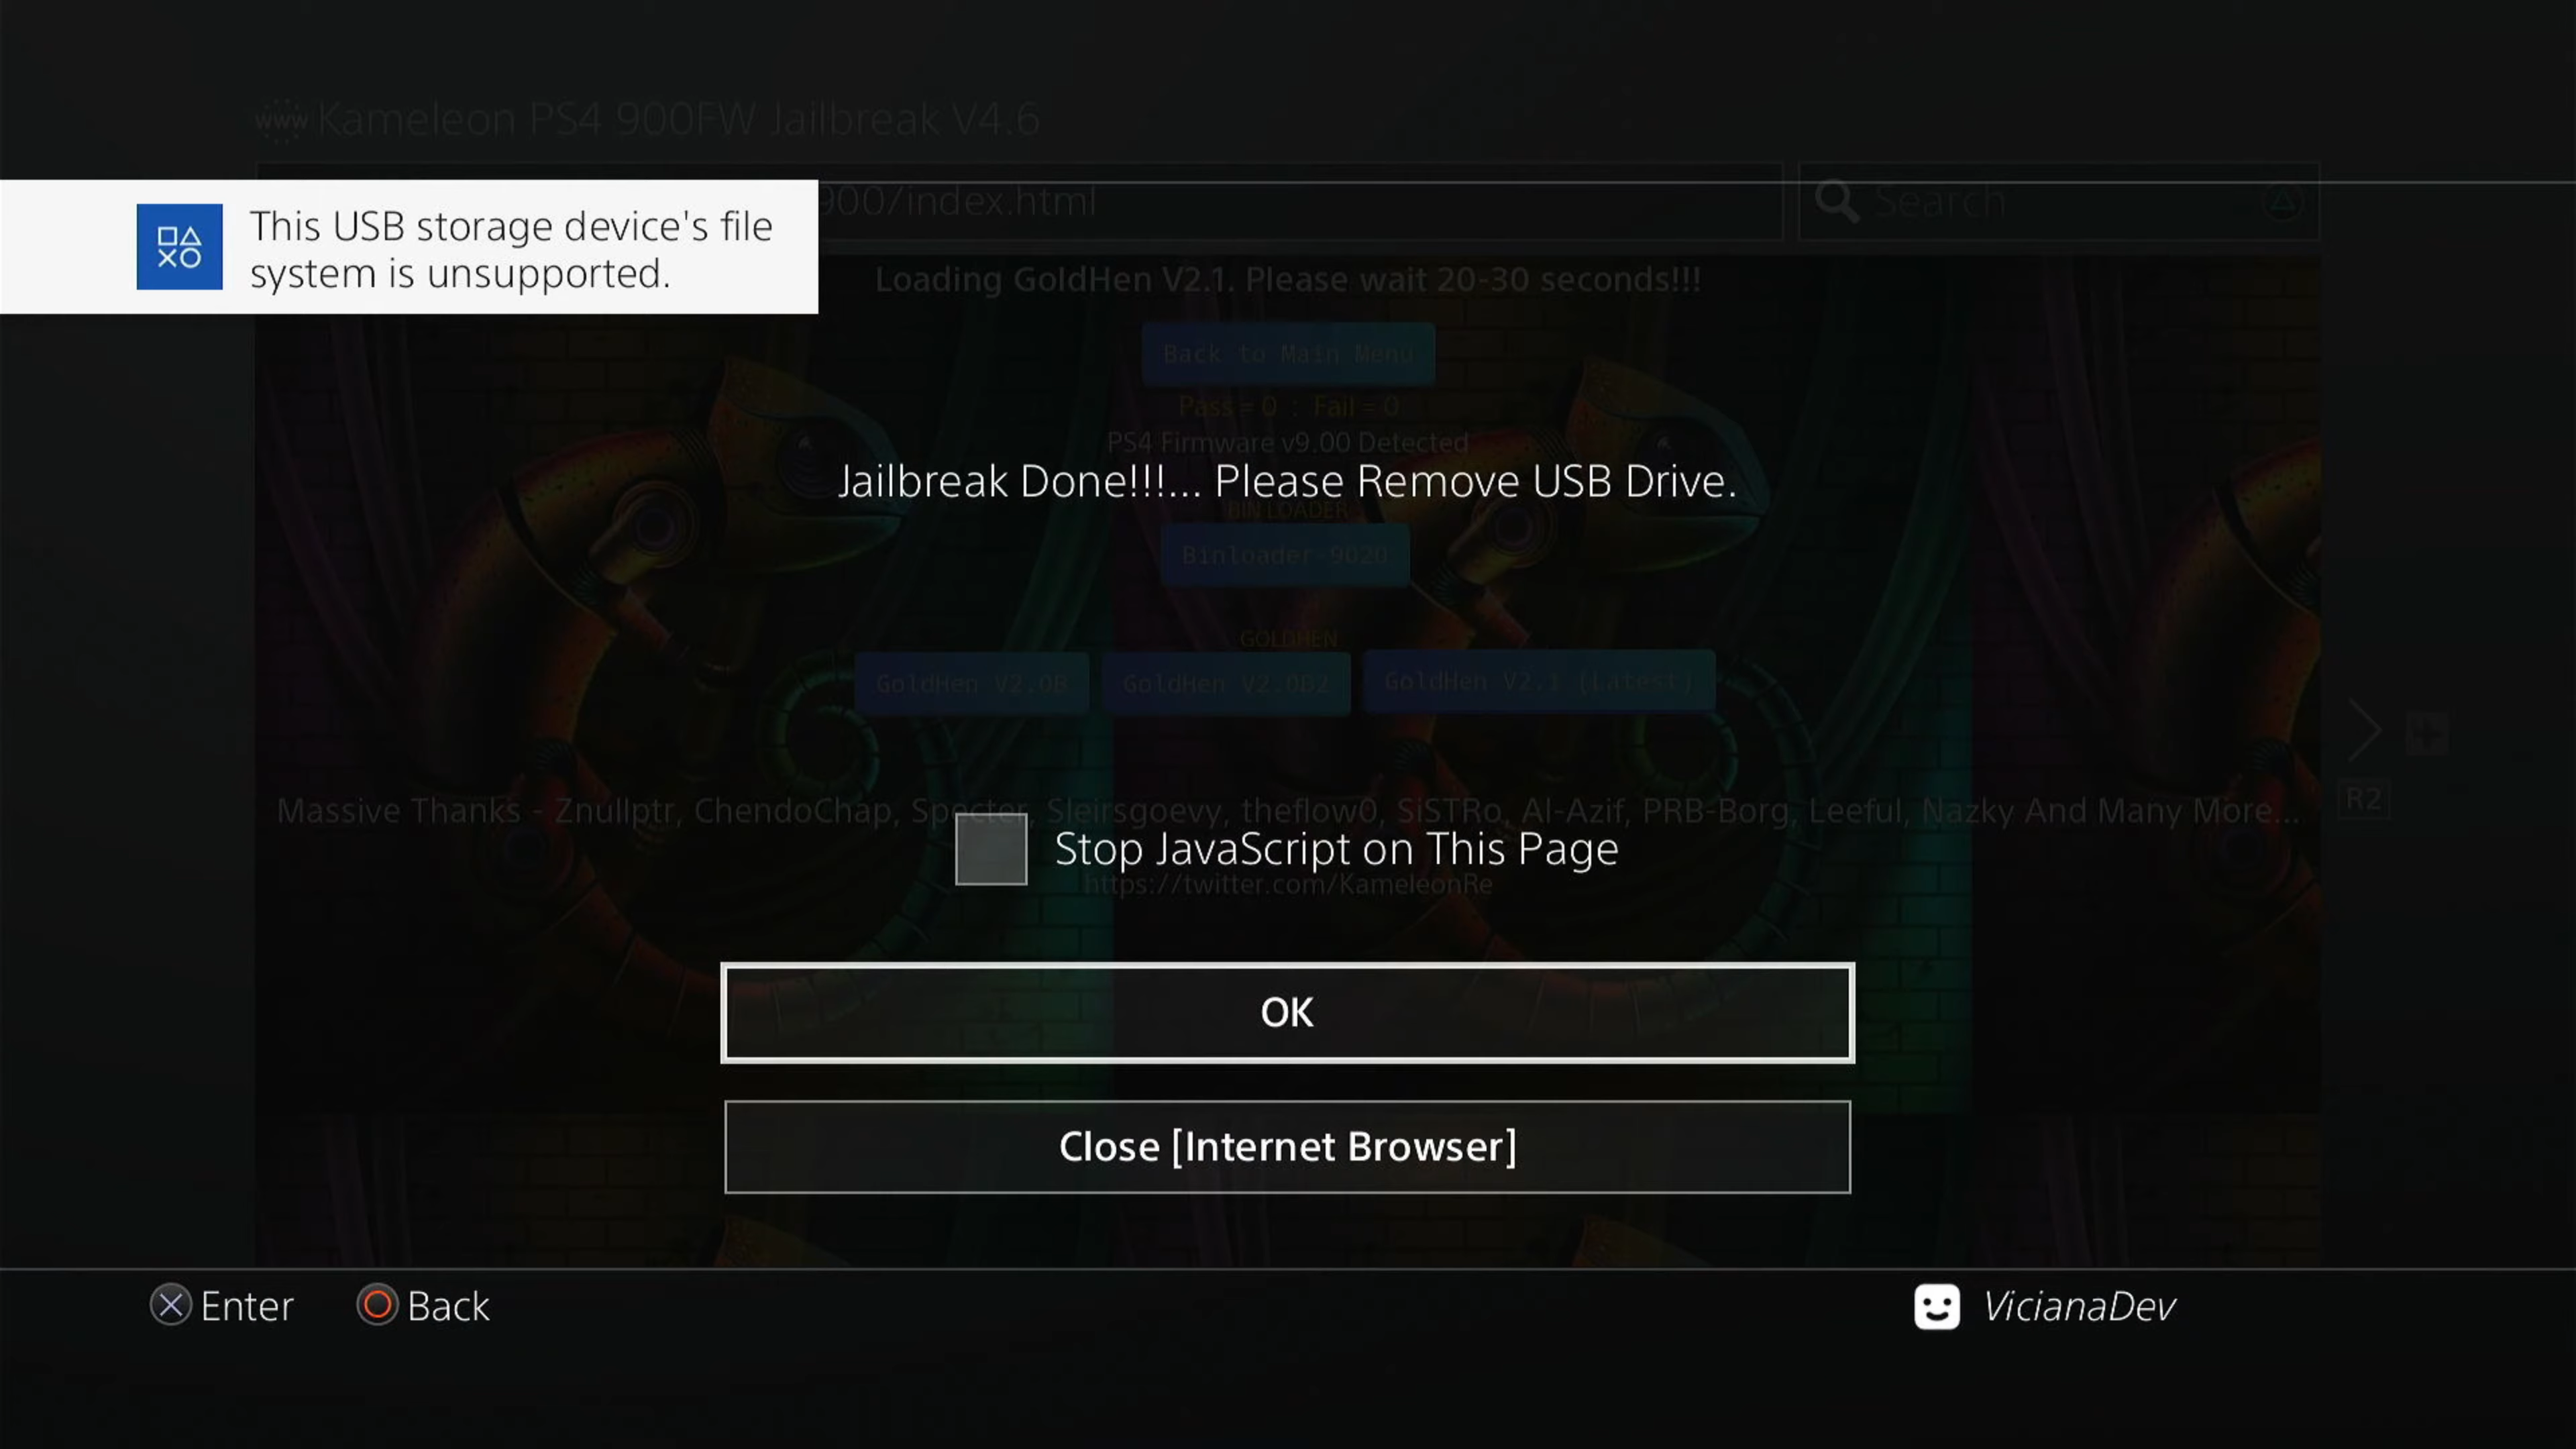 www Kameleon PS4 900FW Jailbreak V4.6
900/index.html
Search
This USB storage device's file
system is unsupported.
Loading GoldHen V2.1. Please wait 20-30 seconds!!!
Back to Main Menu
Pass = 0 : Fail = 0
PS4 Firmware v9.00 Detected
Jailbreak Done!!!... Please Remove USB Drive.
BIN LOADER
Binloader-9020
GOLDHEN
GoldHen V2.0B
GoldHen V2.0B2
GoldHen V2.1 (Latest)
R2
Massive Thanks - Znullptr, ChendoChap, Specter, Sleirsgoevy, theflow0, SiSTRo, Al-Azif, PRB-Borg, Leeful, Nazky And Many More...
Stop JavaScript on This Page
https://twitter.com/KameleonRe
OK
Close [Internet Browser]
Enter
Back
VicianaDev